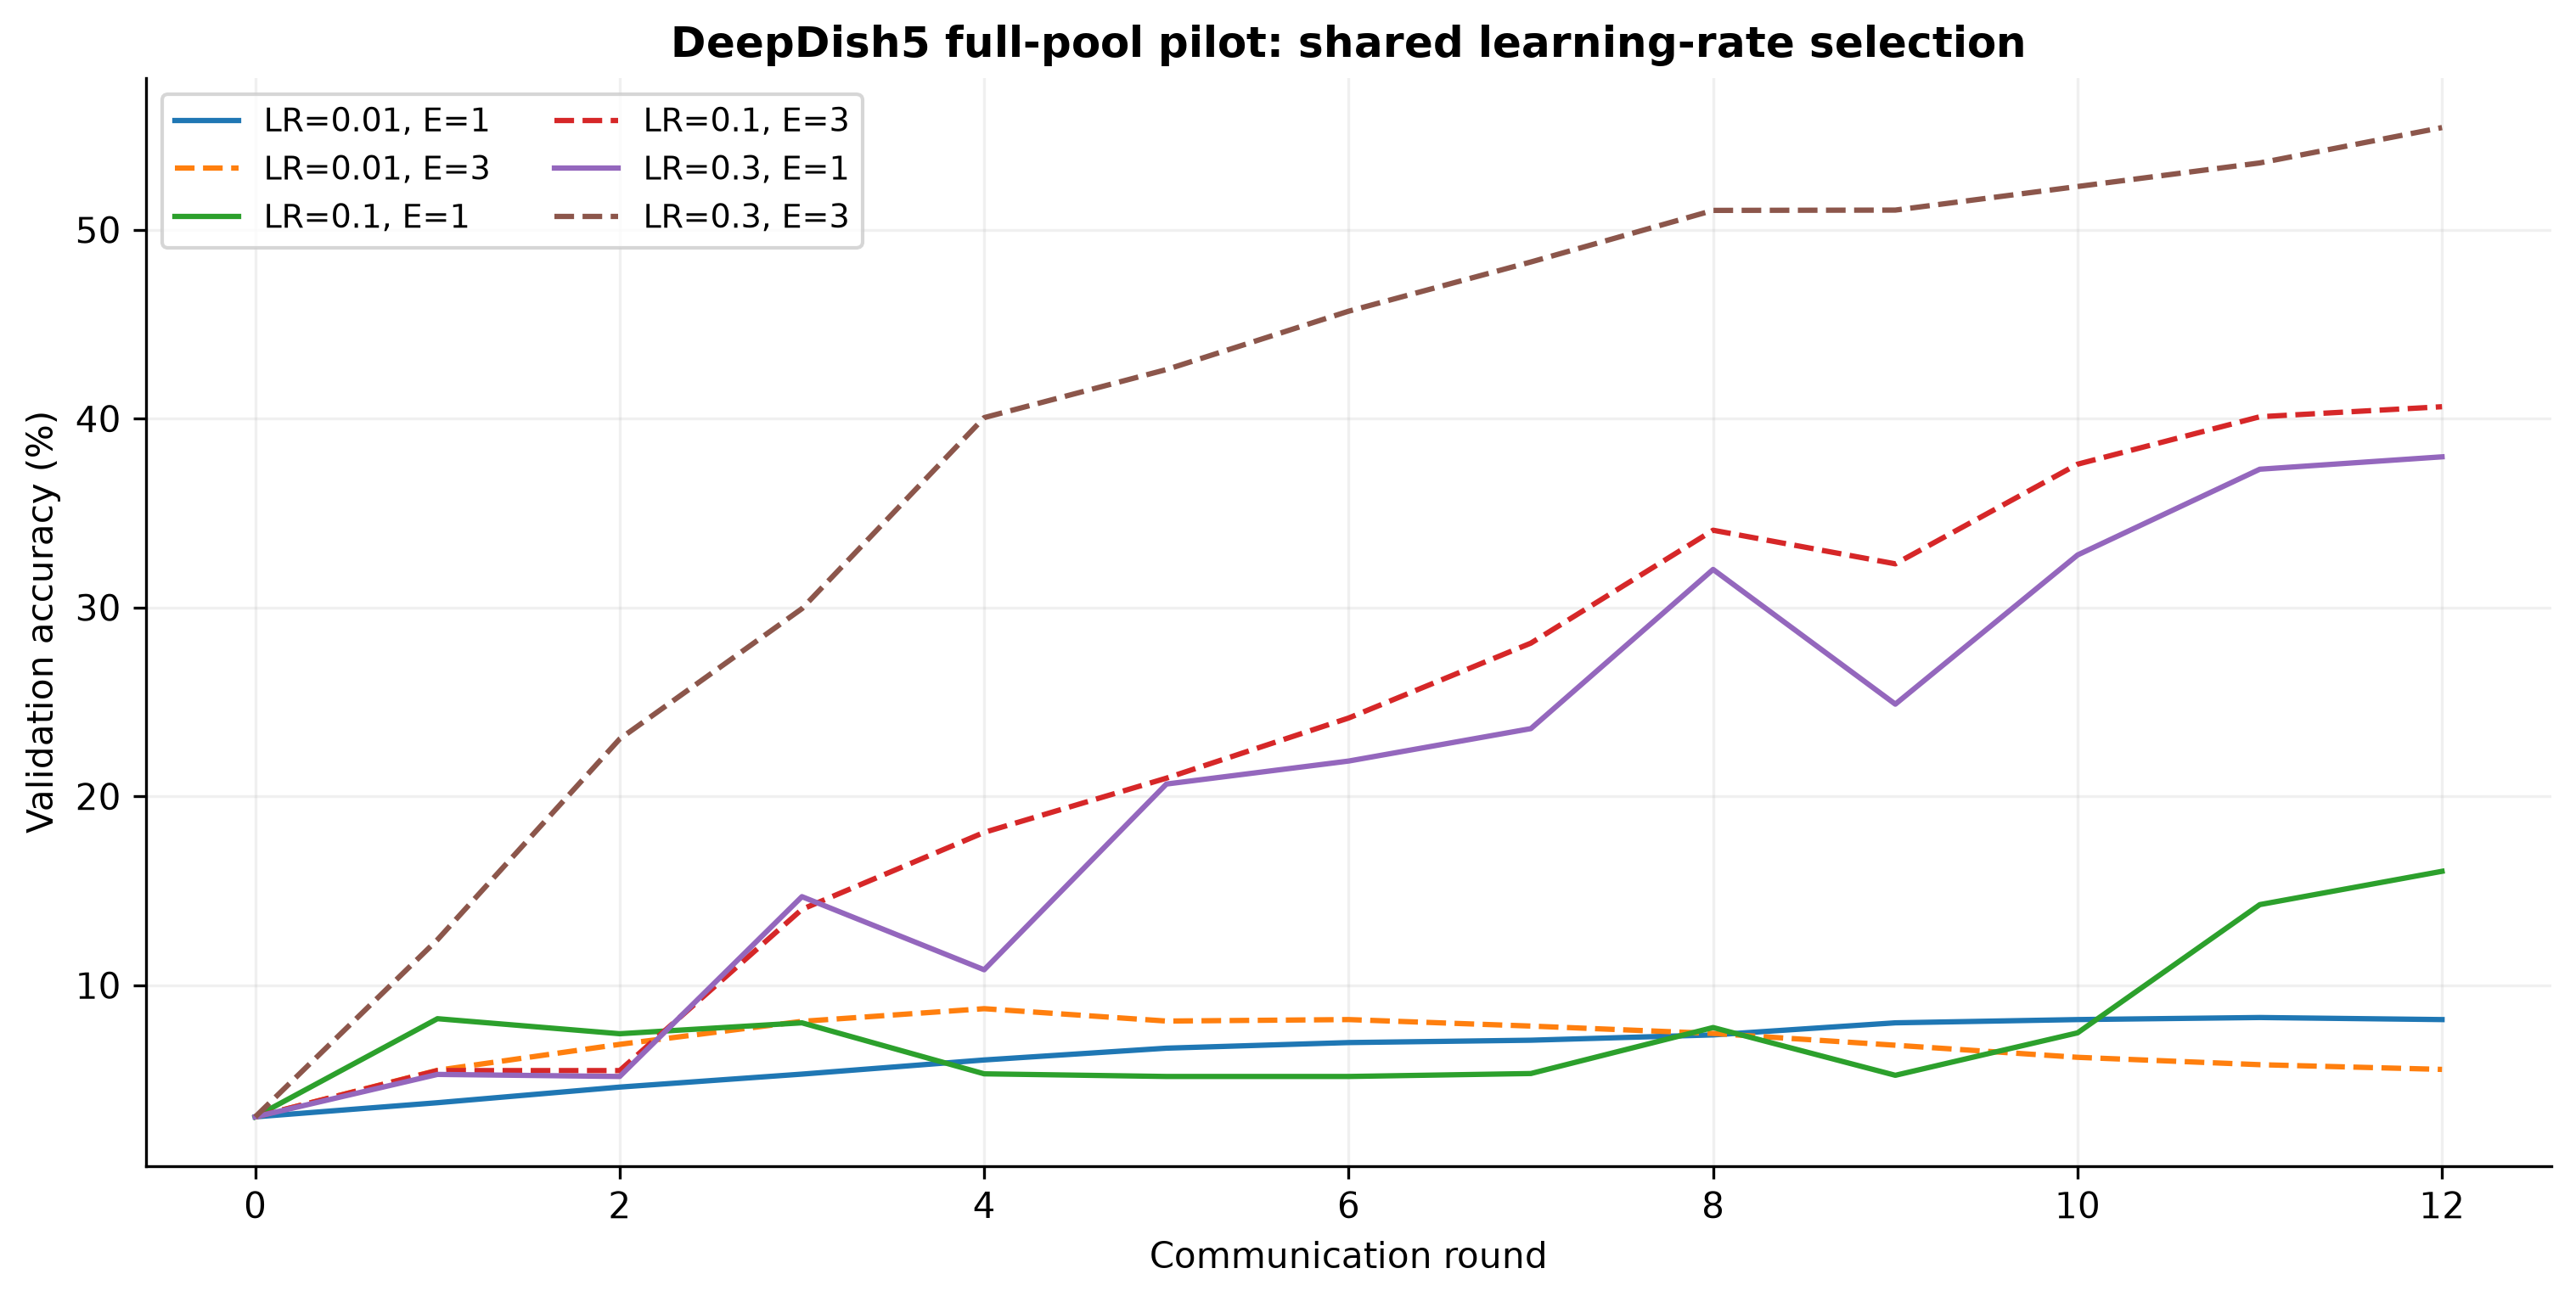 DeepDish5 full-pool pilot: shared learning-rate selection
LR=0.01, E=1
LR=0.01, E=3
LR=0.1, E=1
LR=0.1, E=3
LR=0.3, E=1
LR=0.3, E=3
Validation accuracy (%)
50
40
30
20
10
0 2 4 6 8 10 12
Communication round